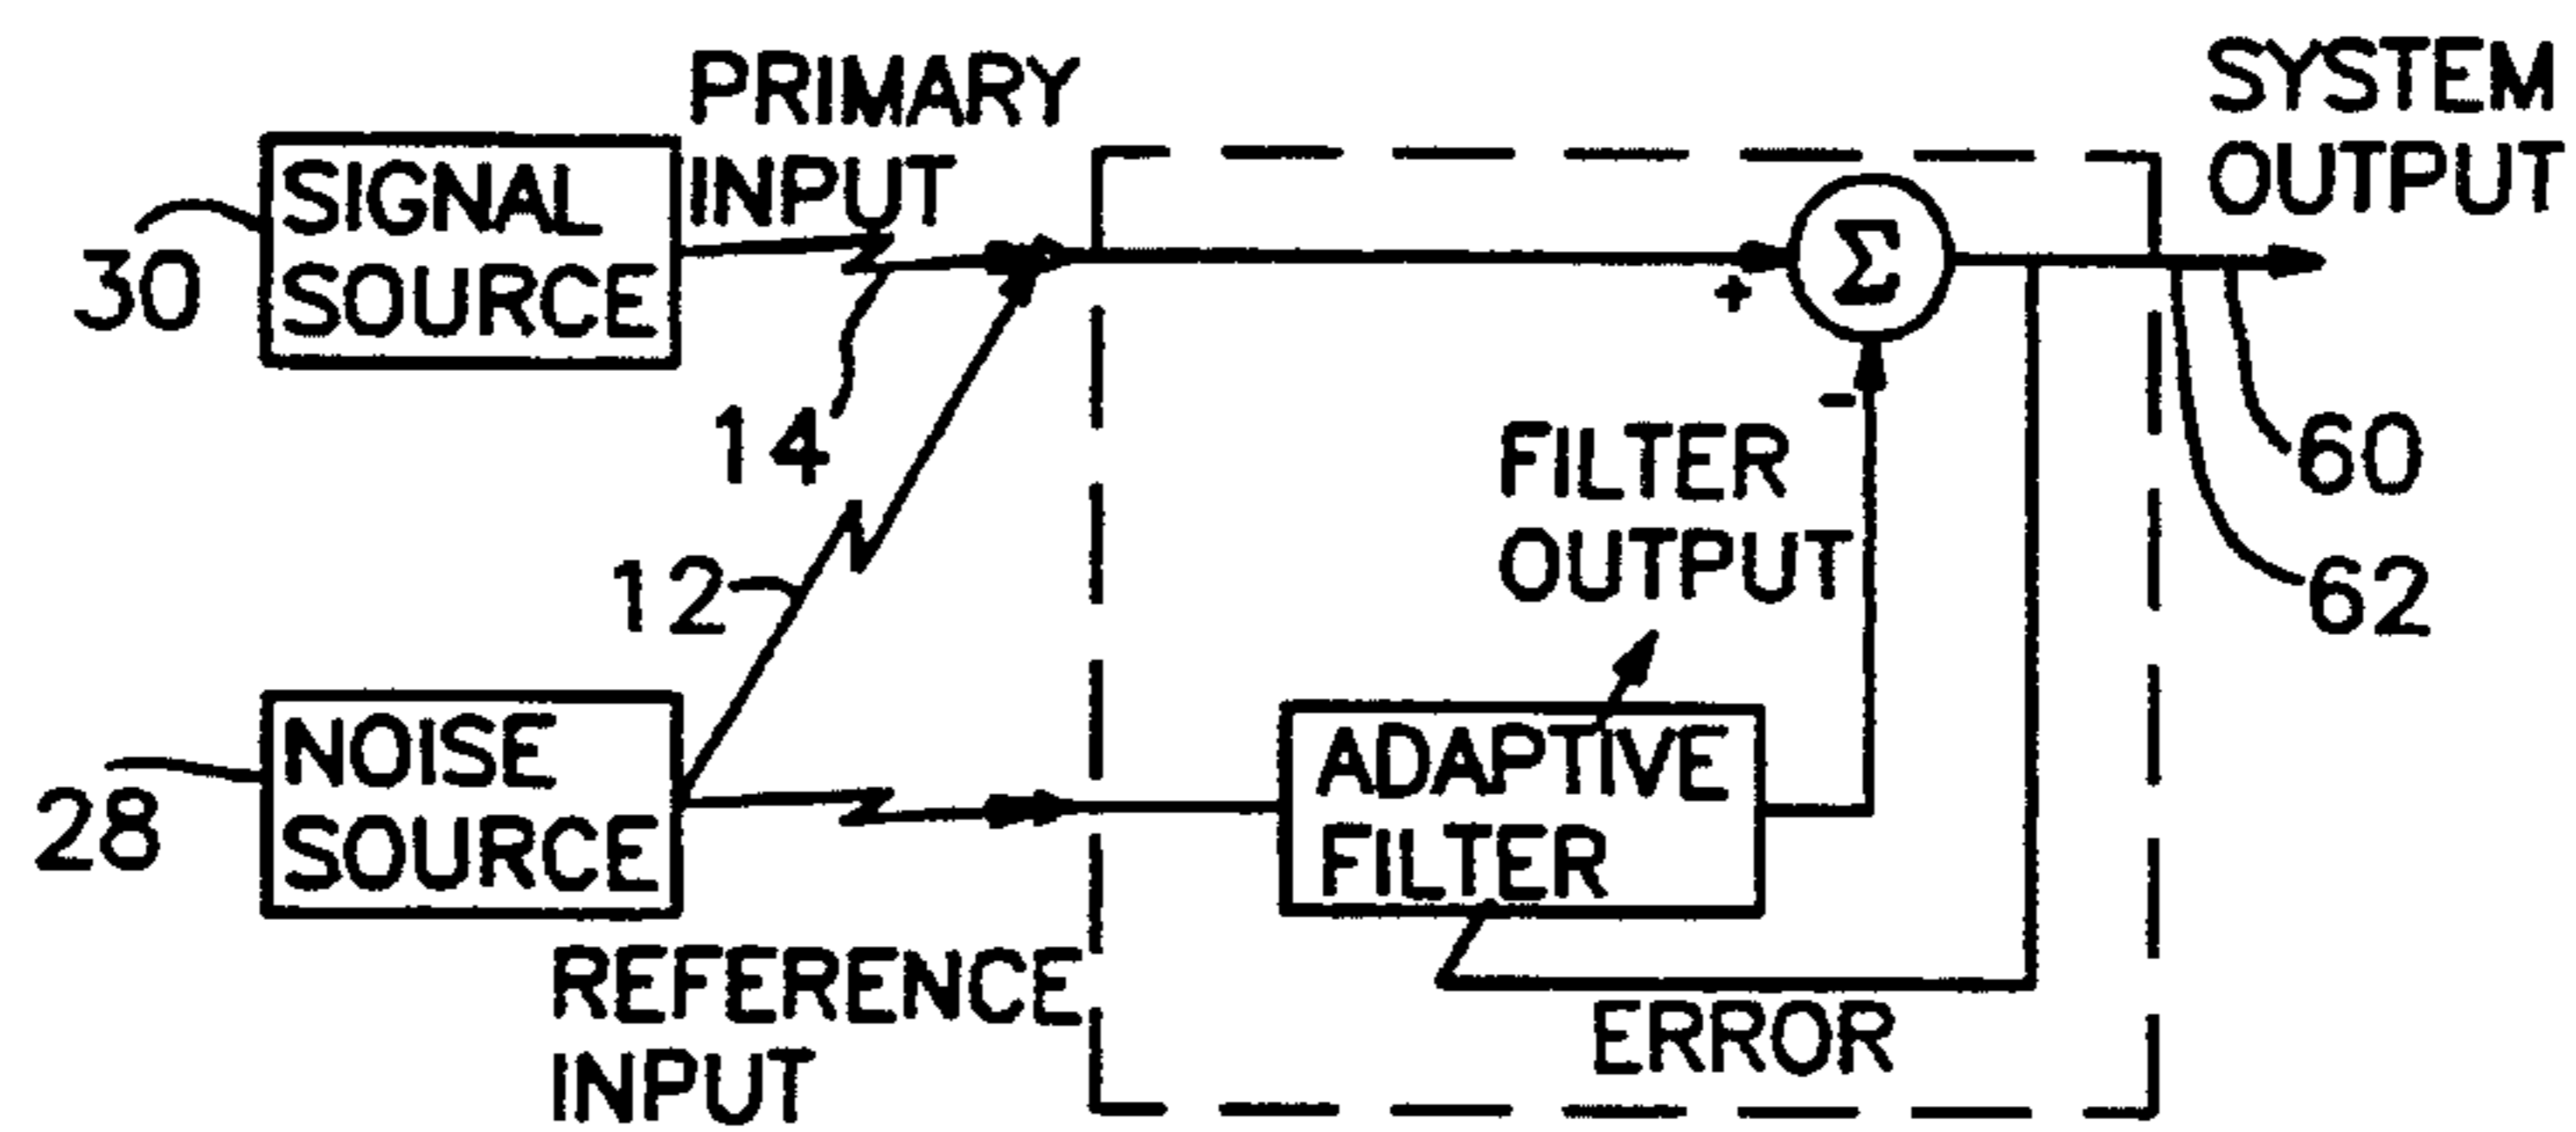 PRIMARY
INPUT
SYSTEM
OUTPUT
SIGNAL
SOURCE
30
Σ
+
-
14
12
FILTER
OUTPUT
60
62
NOISE
SOURCE
28
ADAPTIVE
FILTER
REFERENCE
INPUT
ERROR